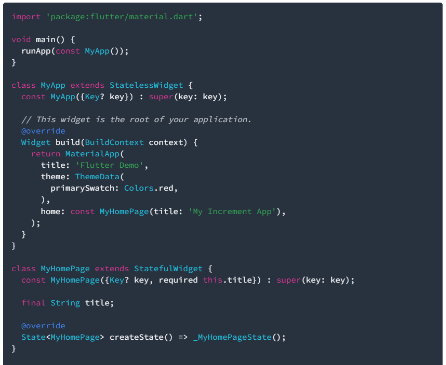 import 'package:flutter/material.dart';
void main() {
  runApp(const MyApp());
}
class MyApp extends StatelessWidget {
  const MyApp({Key? key}) : super(key: key);
  // This widget is the root of your application.
  @override
  Widget build(BuildContext context) {
    return MaterialApp(
      title: 'Flutter Demo',
      theme: ThemeData(
        primarySwatch: Colors.red,
      ),
      home: const MyHomePage(title: 'My Increment App'),
    );
  }
}
class MyHomePage extends StatefulWidget {
  const MyHomePage({Key? key, required this.title}) : super(key: key);
  final String title;
  @override
  State<MyHomePage> createState() => _MyHomePageState();
}